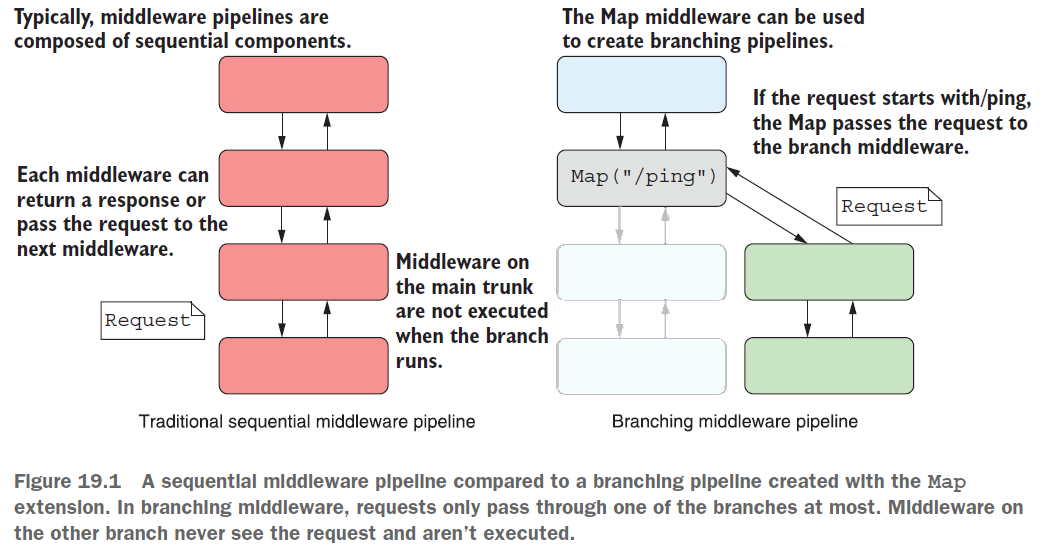 Typically, middleware pipelines are
composed of sequential components.
The Map middleware can be used
to create branching pipelines.
If the request starts with/ping,
the Map passes the request to
the branch middleware.
Each middleware can
return a response or
pass the request to the
next middleware.
Map("/ping")
Request
Middleware on
the main trunk
are not executed
when the branch
runs.
Request
Traditional sequential middleware pipeline
Branching middleware pipeline
Figure 19.1 A sequential middleware pipeline compared to a branching pipeline created with the Map
extension. In branching middleware, requests only pass through one of the branches at most. Middleware on
the other branch never see the request and aren't executed.